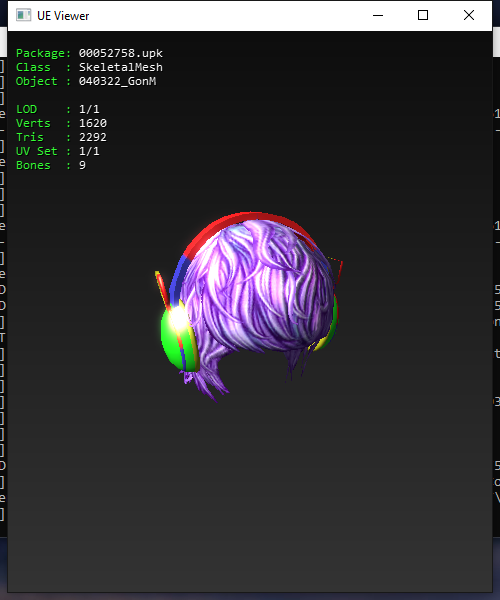 UE Viewer
Package: 00052758.upk
Class : SkeletalMesh
Object : 040322_GonM
LOD : 1/1
Verts : 1620
Tris : 2292
UV Set : 1/1
Bones : 9